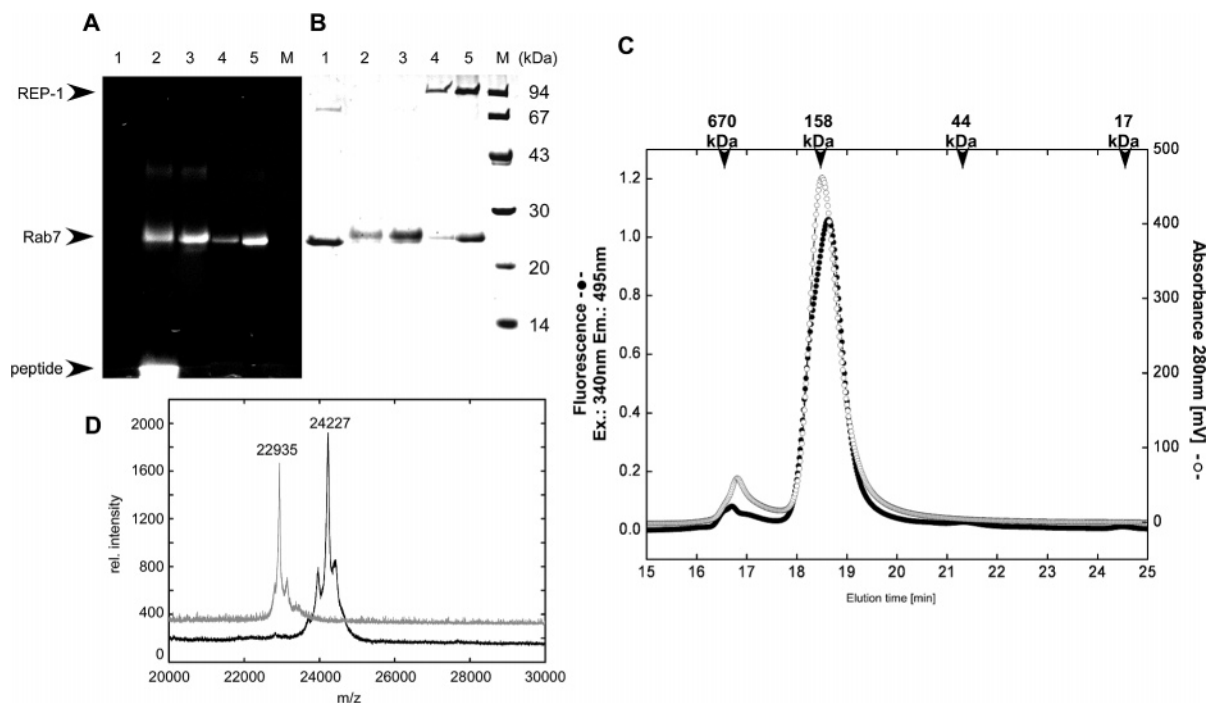 A
B
1 2 3 4 5 M
1 2 3 4 5 M (kDa)
REP-1
Rab7
peptide
94
67
43
30
20
14
C
670 kDa
158 kDa
44 kDa
17 kDa
1.2
1.0
0.8
0.6
0.4
0.2
0.0
500
400
300
200
100
0
Fluorescence -●-
Ex.: 340nm Em.: 495nm
Absorbance 280nm [mV] -○-
15 16 17 18 19 20 21 22 23 24 25
Elution time [min]
D
22935
24227
2000
1600
1200
800
400
0
rel. intensity
20000 22000 24000 26000 28000 30000
m/z